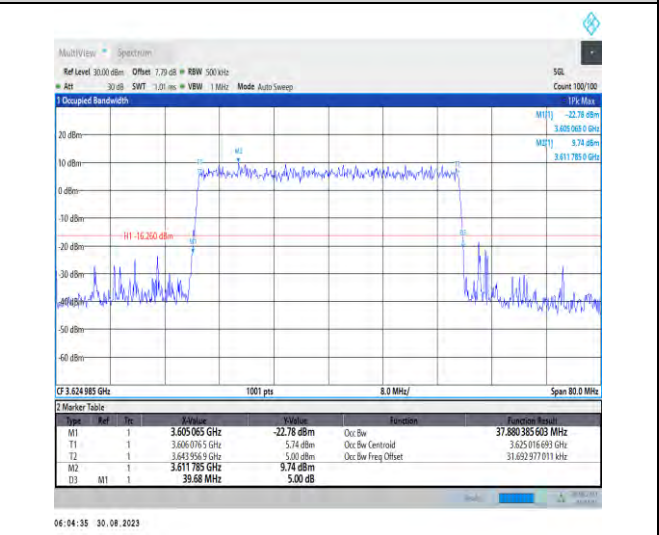 MultiView Spectrum
Ref Level 30.00 dBm Offset 7.79 dB RBW 500 kHz SGL
Att 30 dB SWT 1.01 ms VBW 1 MHz Mode Auto Sweep Count 100/100
1 Occupied Bandwidth 1Pk Max
M1[1] -22.78 dBm
3.605 065 0 GHz
M2[1] 9.74 dBm
3.611 785 0 GHz
20 dBm
M2
10 dBm
T1 T2
0 dBm
-10 dBm
H1 -16.260 dBm
M1 D3
-20 dBm
-30 dBm
-40 dBm
-50 dBm
-60 dBm
CF 3.624 985 GHz 1001 pts 8.0 MHz/ Span 80.0 MHz
2 Marker Table
Type Ref Trc X-Value Y-Value Function Function Result
M1 1 3.605 065 GHz -22.78 dBm Occ Bw 37.880 385 603 MHz
T1 1 3.606 076 5 GHz 5.74 dBm Occ Bw Centroid 3.625 016 693 GHz
T2 1 3.643 956 9 GHz 5.00 dBm Occ Bw Freq Offset 31.692 977 011 kHz
M2 1 3.611 785 GHz 9.74 dBm
D3 M1 1 39.68 MHz 5.00 dB
06:04:35 30.08.2023